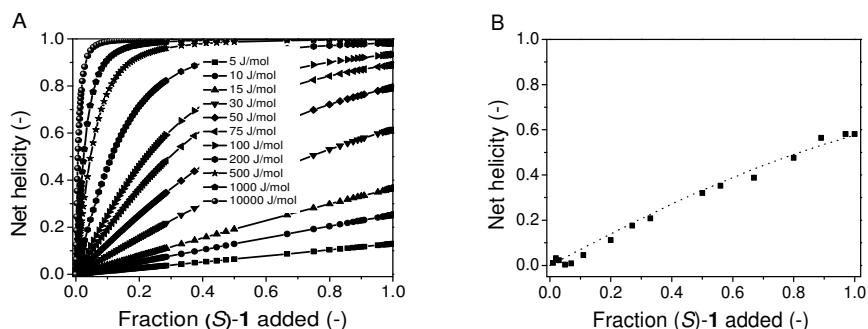 A
Net helicity (-)
1.0
0.8
0.6
0.4
0.2
0.0
5 J/mol
10 J/mol
15 J/mol
30 J/mol
50 J/mol
75 J/mol
100 J/mol
200 J/mol
500 J/mol
1000 J/mol
10000 J/mol
0.0 0.2 0.4 0.6 0.8 1.0
Fraction (S)-1 added (-)
B
Net helicity (-)
1.0
0.8
0.6
0.4
0.2
0.0
0.0 0.2 0.4 0.6 0.8 1.0
Fraction (S)-1 added (-)